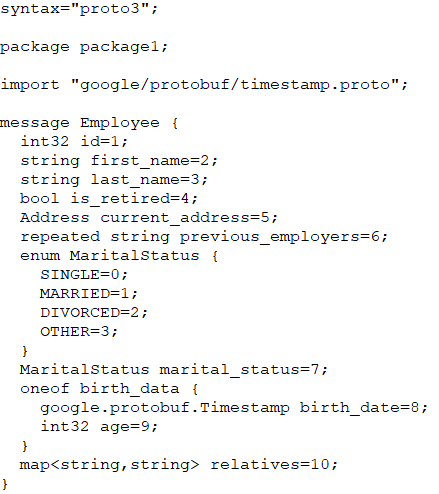 syntax="proto3";
package package1;
import "google/protobuf/timestamp.proto";
message Employee {
int32 id=1;
string first_name=2;
string last_name=3;
bool is_retired=4;
Address current_address=5;
repeated string previous_employers=6;
enum MaritalStatus {
SINGLE=0;
MARRIED=1;
DIVORCED=2;
OTHER=3;
}
MaritalStatus marital_status=7;
oneof birth_data {
google.protobuf.Timestamp birth_date=8;
int32 age=9;
}
map<string,string> relatives=10;
}